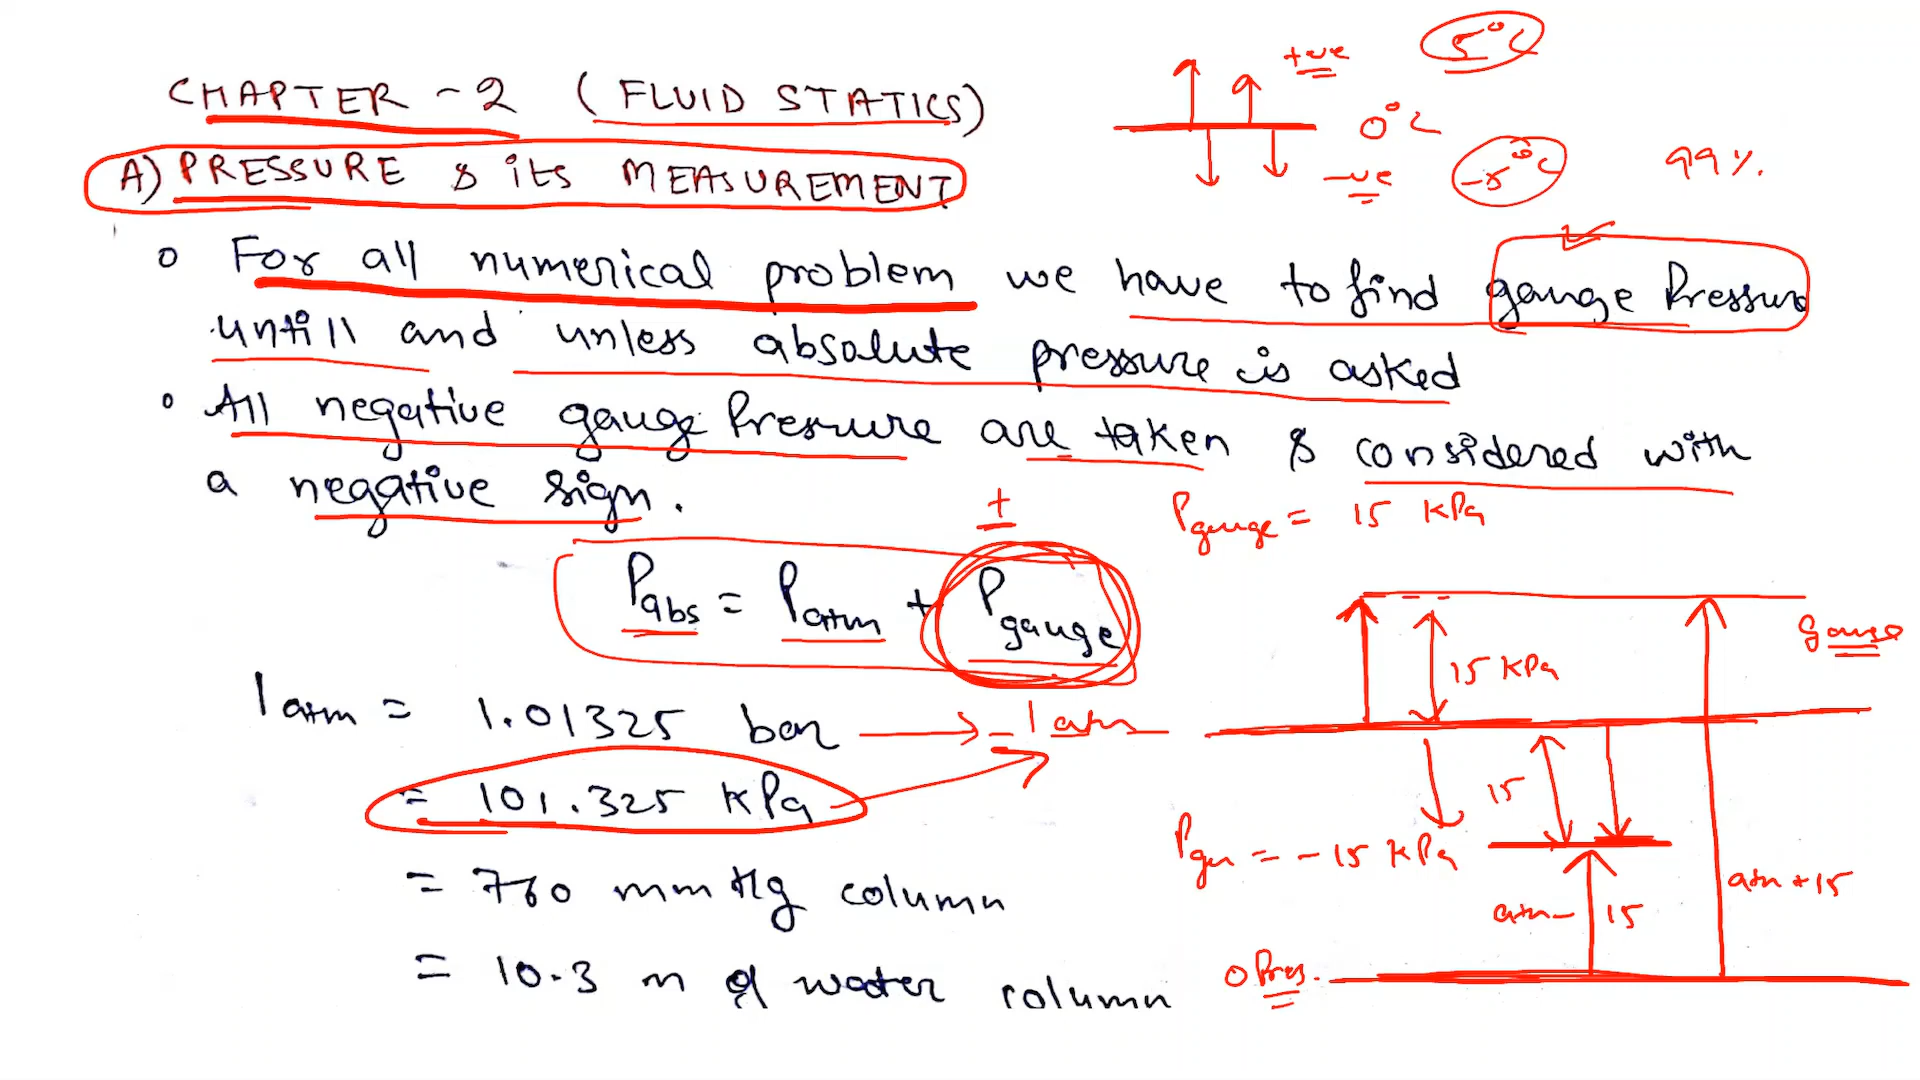 CHAPTER - 2 (FLUID STATICS)
A) PRESSURE & its MEASUREMENT
+ve 5°C
0°C
-ve -5°C 99%.
o For all numerical problem we have to find gauge Pressure
untill and unless absolute pressure is asked
o All negative gauge Pressure are taken & considered with
a negative sign.
±
Pgauge = 15 KPa
Pabs = Patm + Pgauge
gauge
15 KPa
1 atm = 1.01325 bar → 1 atm
= 101.325 KPa
15
Pgu = - 15 KPa
= 760 mm Hg column
atm - 15
atm + 15
= 10.3 m of water column
0 Pres.